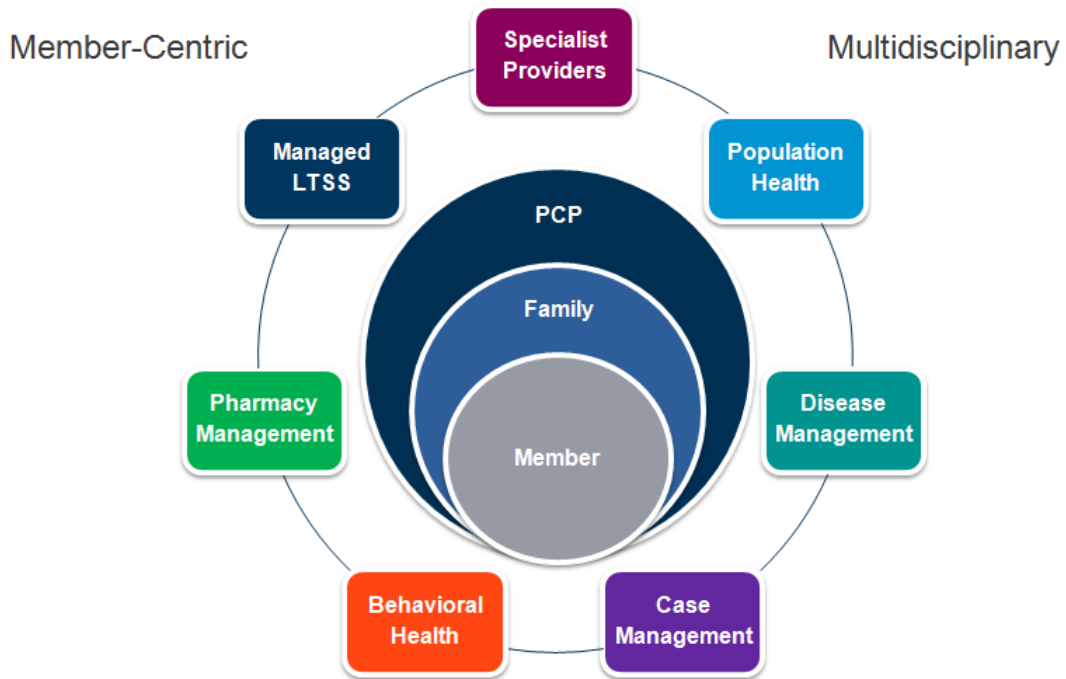 Member-Centric
Multidisciplinary
Specialist
Providers
Managed
LTSS
Population
Health
PCP
Family
Member
Pharmacy
Management
Disease
Management
Behavioral
Health
Case
Management